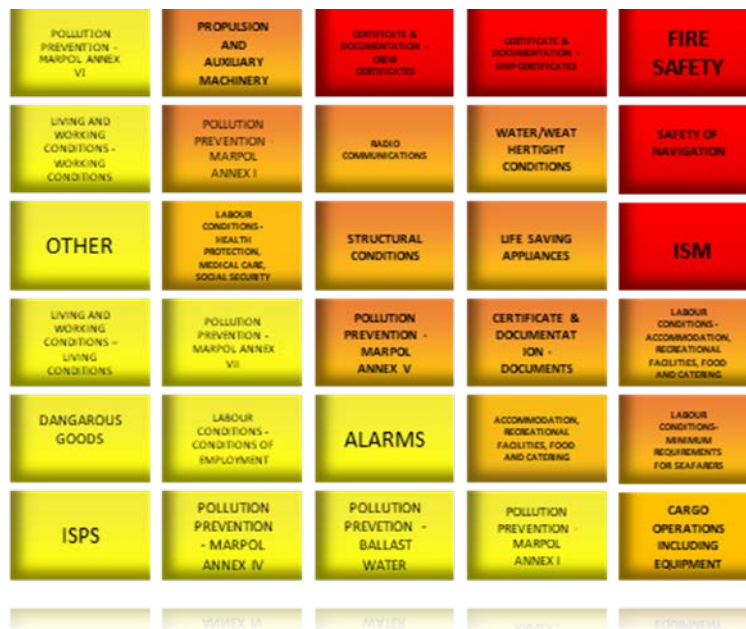 POLLUTION
PREVENTION -
MARPOL ANNEX
VI
PROPULSION
AND
AUXILIARY
MACHINERY
CERTIFICATE &
DOCUMENTATION -
CREW
CERTIFICATES
CERTIFICATE &
DOCUMENTATION -
SHIP CERTIFICATES
FIRE
SAFETY
LIVING AND
WORKING
CONDITIONS -
WORKING
CONDITIONS
POLLUTION
PREVENTION -
MARPOL
ANNEX I
RADIO
COMMUNICATIONS
WATER/WEAT
HERTIGHT
CONDITIONS
SAFETY OF
NAVIGATION
OTHER
LABOUR
CONDITIONS-
HEALTH
PROTECTION,
MEDICAL CARE,
SOCIAL SECURITY
STRUCTURAL
CONDITIONS
LIFE SAVING
APPLIANCES
ISM
LIVING AND
WORKING
CONDITIONS –
LIVING
CONDITIONS
POLLUTION
PREVENTION -
MARPOL ANNEX
VII
POLLUTION
PREVENTION -
MARPOL
ANNEX V
CERTIFICATE &
DOCUMENTAT
ION -
DOCUMENTS
LABOUR
CONDITIONS -
ACCOMMODATION,
RECREATIONAL
FACILITIES, FOOD
AND CATERING
DANGAROUS
GOODS
LABOUR
CONDITIONS -
CONDITIONS OF
EMPLOYMENT
ALARMS
ACCOMMODATION,
RECREATIONAL
FACILITIES, FOOD
AND CATERING
LABOUR
CONDITIONS-
MINIMUM
REQUIREMENTS
FOR SEAFARERS
ISPS
POLLUTION
PREVENTION
- MARPOL
ANNEX IV
POLLUTION
PREVETION -
BALLAST
WATER
POLLUTION
PREVENTION -
MARPOL
ANNEX I
CARGO
OPERATIONS
INCLUDING
EQUIPMENT